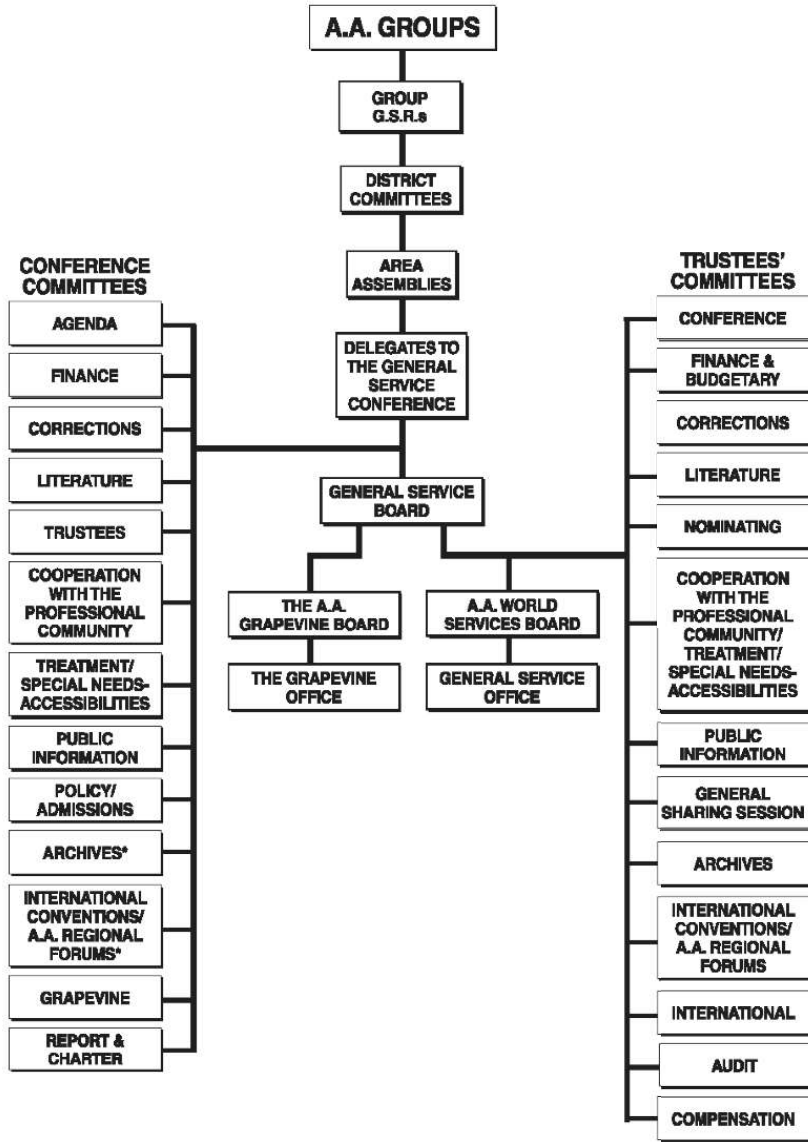 A.A. GROUPS
GROUP
G.S.R.s
DISTRICT
COMMITTEES
AREA
ASSEMBLIES
DELEGATES TO
THE GENERAL
SERVICE
CONFERENCE
GENERAL SERVICE
BOARD
THE A.A.
GRAPEVINE BOARD
THE GRAPEVINE
OFFICE
A.A. WORLD
SERVICES BOARD
GENERAL SERVICE
OFFICE
CONFERENCE
COMMITTEES
AGENDA
FINANCE
CORRECTIONS
LITERATURE
TRUSTEES
COOPERATION
WITH THE
PROFESSIONAL
COMMUNITY
TREATMENT/
SPECIAL NEEDS-
ACCESSIBILITIES
PUBLIC
INFORMATION
POLICY/
ADMISSIONS
ARCHIVES*
INTERNATIONAL
CONVENTIONS/
A.A. REGIONAL
FORUMS*
GRAPEVINE
REPORT &
CHARTER
TRUSTEES'
COMMITTEES
CONFERENCE
FINANCE &
BUDGETARY
CORRECTIONS
LITERATURE
NOMINATING
COOPERATION
WITH THE
PROFESSIONAL
COMMUNITY/
TREATMENT/
SPECIAL NEEDS-
ACCESSIBILITIES
PUBLIC
INFORMATION
GENERAL
SHARING SESSION
ARCHIVES
INTERNATIONAL
CONVENTIONS/
A.A. REGIONAL
FORUMS
INTERNATIONAL
AUDIT
COMPENSATION